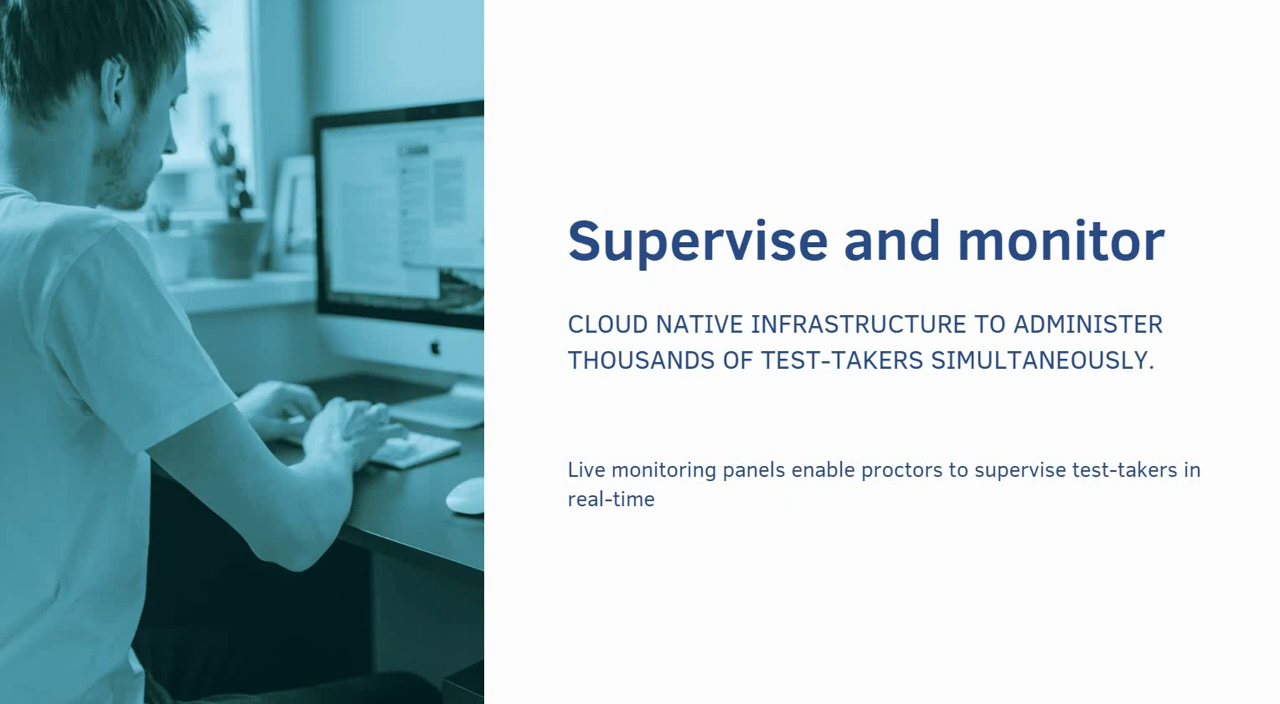 Supervise and monitor
CLOUD NATIVE INFRASTRUCTURE TO ADMINISTER
THOUSANDS OF TEST-TAKERS SIMULTANEOUSLY.
Live monitoring panels enable proctors to supervise test-takers in
real-time